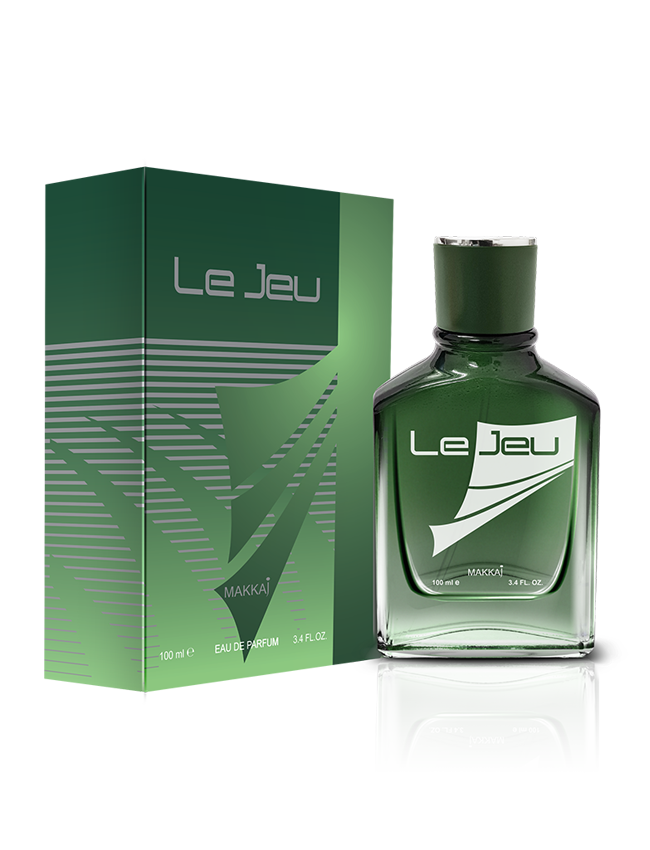 Le Jeu
MAKKAJ
100 ml ℮
EAU DE PARFUM
3.4 FL.OZ.
Le Jeu
MAKKAJ
100 ml ℮
3.4 FL. OZ.